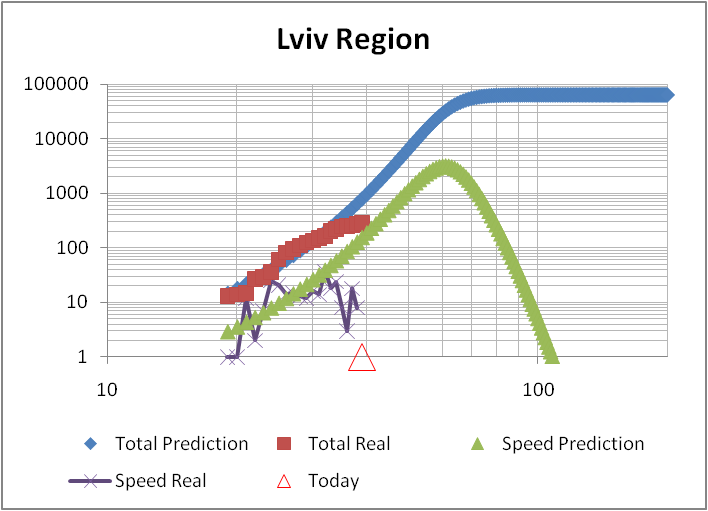 Lviv Region
100000
10000
1000
100
10
1
10 100
Total Prediction Total Real Speed Prediction
Speed Real Today